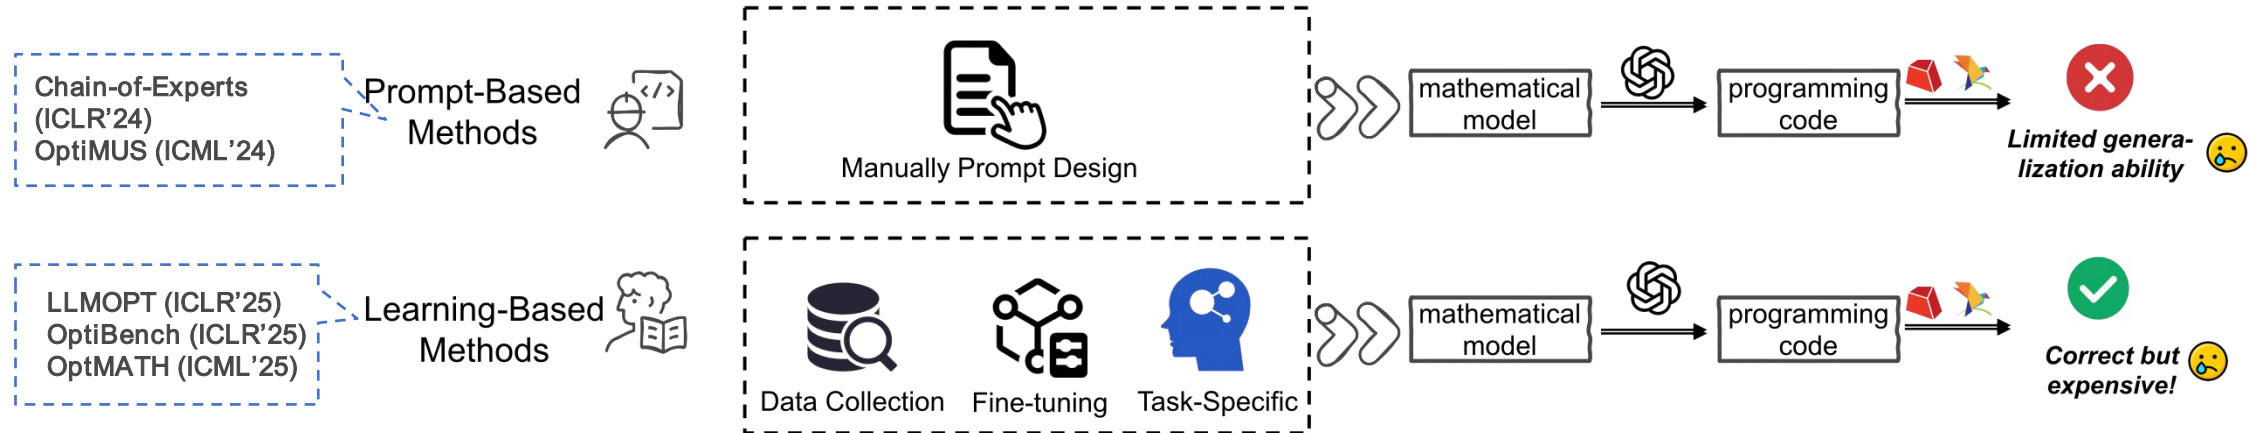 Chain-of-Experts
(ICLR'24)
OptiMUS (ICML'24)
Prompt-Based
Methods
</>
Manually Prompt Design
mathematical
model
programming
code
Limited genera-
lization ability
LLMOPT (ICLR'25)
OptiBench (ICLR'25)
OptMATH (ICML'25)
Learning-Based
Methods
Data Collection
Fine-tuning
Task-Specific
mathematical
model
programming
code
Correct but
expensive!